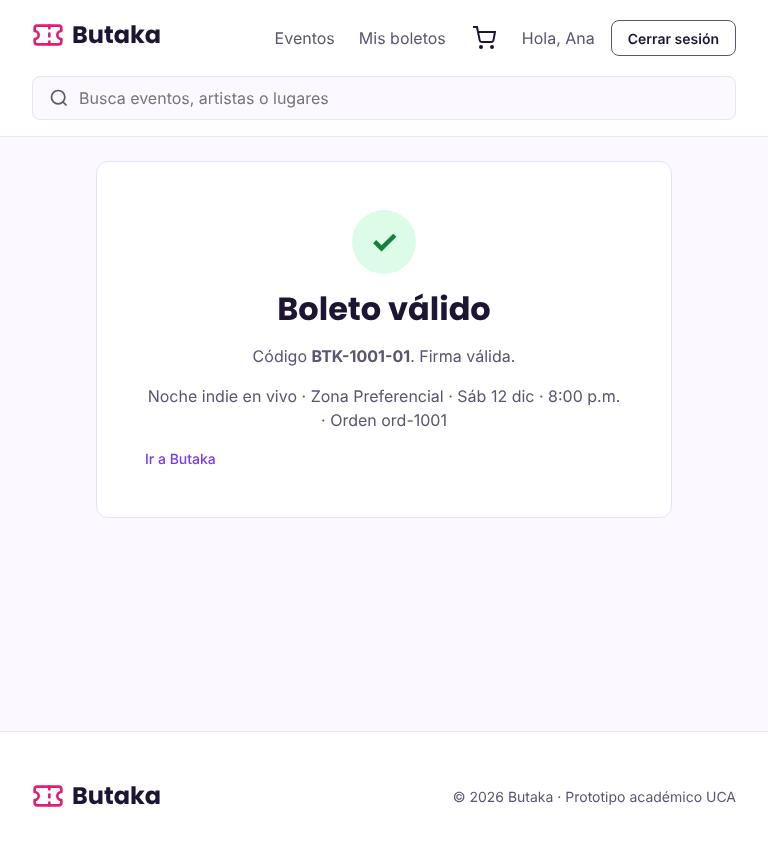 Butaka
Eventos
Mis boletos
Hola, Ana
Cerrar sesión
Busca eventos, artistas o lugares
Boleto válido
Código BTK-1001-01. Firma válida.
Noche indie en vivo · Zona Preferencial · Sáb 12 dic · 8:00 p.m.
· Orden ord-1001
Ir a Butaka
Butaka
© 2026 Butaka · Prototipo académico UCA